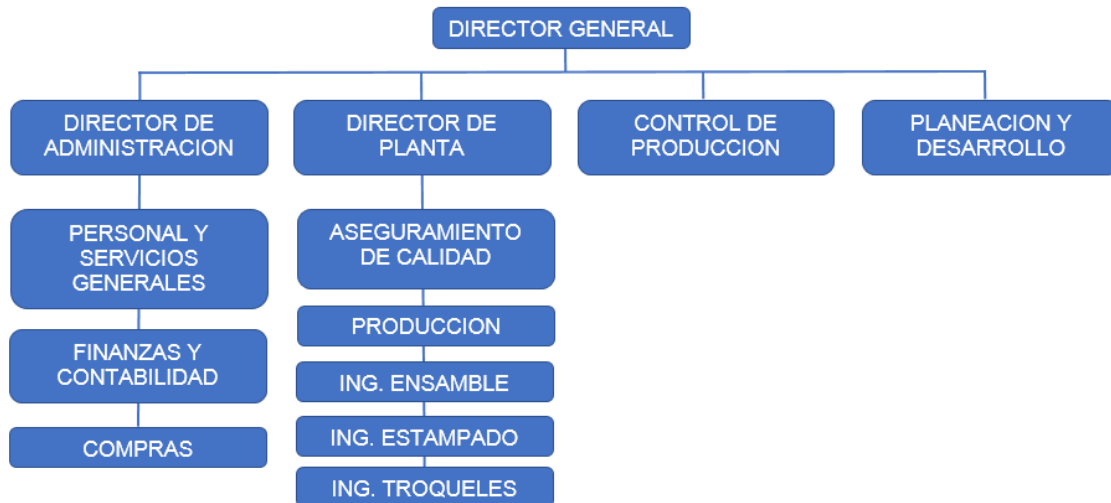 DIRECTOR GENERAL
DIRECTOR DE
ADMINISTRACION
DIRECTOR DE
PLANTA
CONTROL DE
PRODUCCION
PLANEACION Y
DESARROLLO
PERSONAL Y
SERVICIOS
GENERALES
ASEGURAMIENTO
DE CALIDAD
PRODUCCION
FINANZAS Y
CONTABILIDAD
ING. ENSAMBLE
COMPRAS
ING. ESTAMPADO
ING. TROQUELES